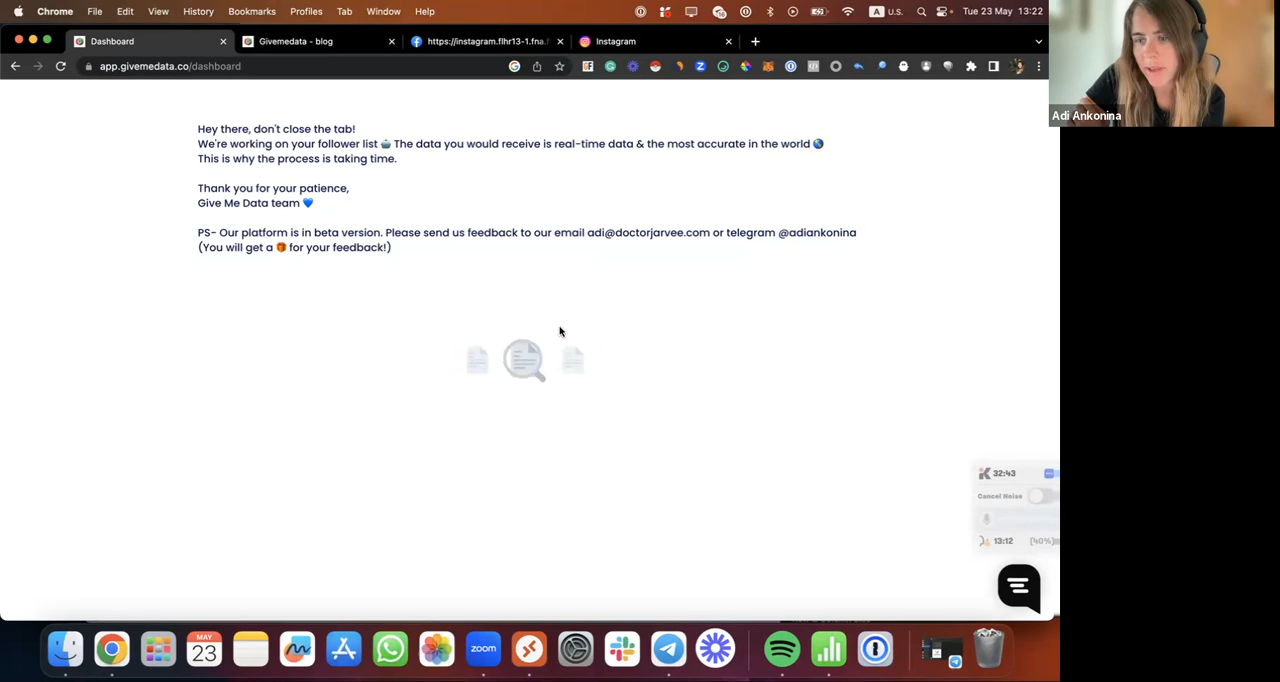 Chrome File Edit View History Bookmarks Profiles Tab Window Help A U.S. Tue 23 May 13:22
Dashboard Givemedata - blog https://instagram.flhr13-1.fna.f Instagram
app.givemedata.co/dashboard
Adi Ankonina
Hey there, don't close the tab!
We're working on your follower list 🤖 The data you would receive is real-time data & the most accurate in the world 🌎
This is why the process is taking time.
Thank you for your patience,
Give Me Data team 💙
PS- Our platform is in beta version. Please send us feedback to our email adi@doctorjarvee.com or telegram @adiankonina
(You will get a 🎁 for your feedback!)
32:43
Cancel Noise
13:12 (40%)
MAY
23
zoom